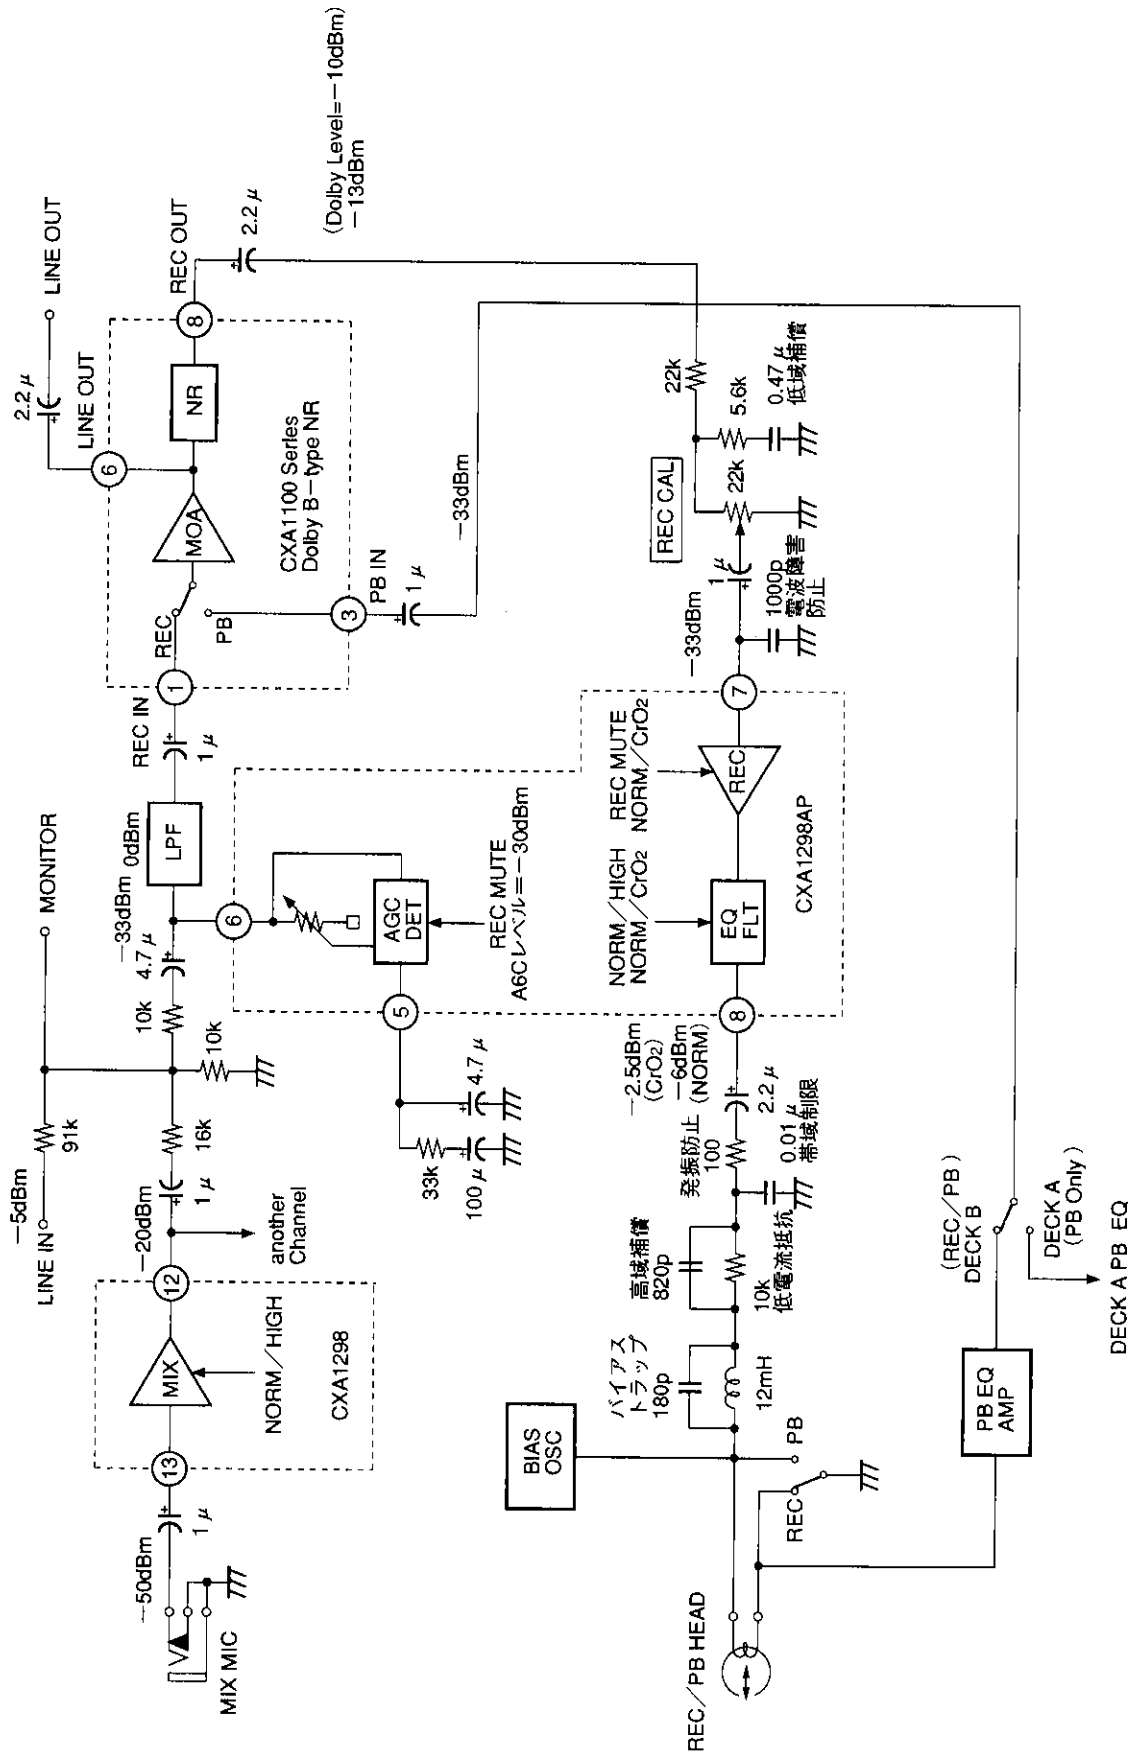 MIX MIC
−50dBm
1μ
13
MIX
12
NORM/HIGH
CXA1298
−20dBm
another
Channel
1μ
16k
−5dBm
LINE IN
91k
MONITOR
10k
10k
4.7μ
−33dBm
0dBm
LPF
REC IN
1μ
1
REC
PB
MOA
NR
CXA1100 Series
Dolby B−type NR
6
LINE OUT
2.2μ
LINE OUT
8
REC OUT
2.2μ
(Dolby Level=−10dBm)
−13dBm
3
PB IN
1μ
−33dBm
6
AGC
DET
5
REC MUTE
A6Cレベル=−30dBm
33k
100μ
4.7μ
22k
5.6k
0.47μ
低域補償
REC CAL
22k
1μ
1000p
電波障害
防止
−33dBm
7
REC
REC MUTE
NORM/CrO2
NORM/HIGH
NORM/CrO2
EQ
FLT
CXA1298AP
8
−2.5dBm
(CrO2)
−6dBm
(NORM)
2.2μ
発振防止
100
0.01μ
帯域制限
高域補償
820p
10k
低電流抵抗
バイアス
トラップ
180p
12mH
BIAS
OSC
PB
REC
REC/PB HEAD
PB EQ
AMP
(REC/PB)
DECK B
DECK A
(PB Only)
DECK A PB EQ